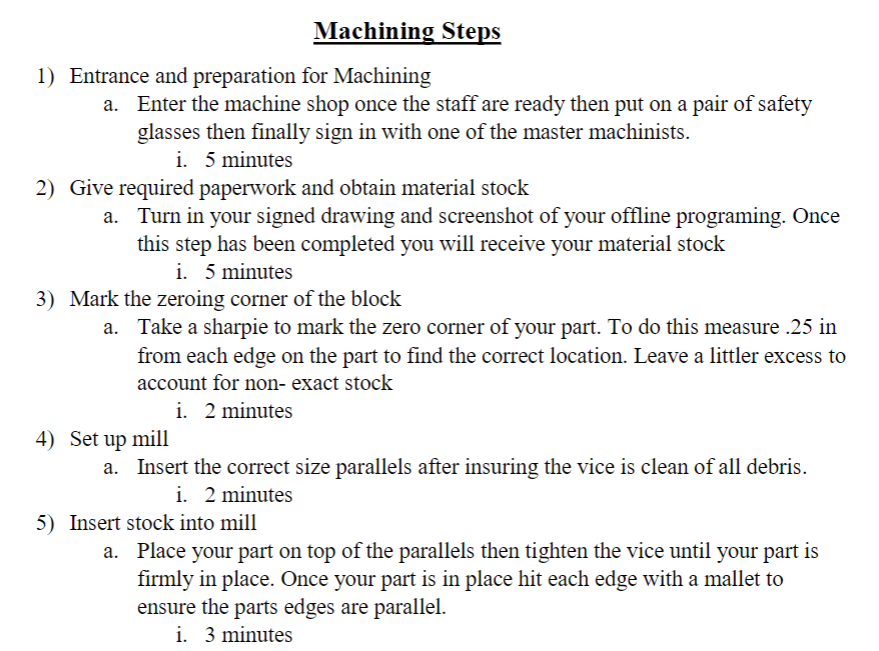 Machining Steps
1) Entrance and preparation for Machining
a. Enter the machine shop once the staff are ready then put on a pair of safety
glasses then finally sign in with one of the master machinists.
i. 5 minutes
2) Give required paperwork and obtain material stock
a. Turn in your signed drawing and screenshot of your offline programing. Once
this step has been completed you will receive your material stock
i. 5 minutes
3) Mark the zeroing corner of the block
a. Take a sharpie to mark the zero corner of your part. To do this measure .25 in
from each edge on the part to find the correct location. Leave a littler excess to
account for non- exact stock
i. 2 minutes
4) Set up mill
a. Insert the correct size parallels after insuring the vice is clean of all debris.
i. 2 minutes
5) Insert stock into mill
a. Place your part on top of the parallels then tighten the vice until your part is
firmly in place. Once your part is in place hit each edge with a mallet to
ensure the parts edges are parallel.
i. 3 minutes